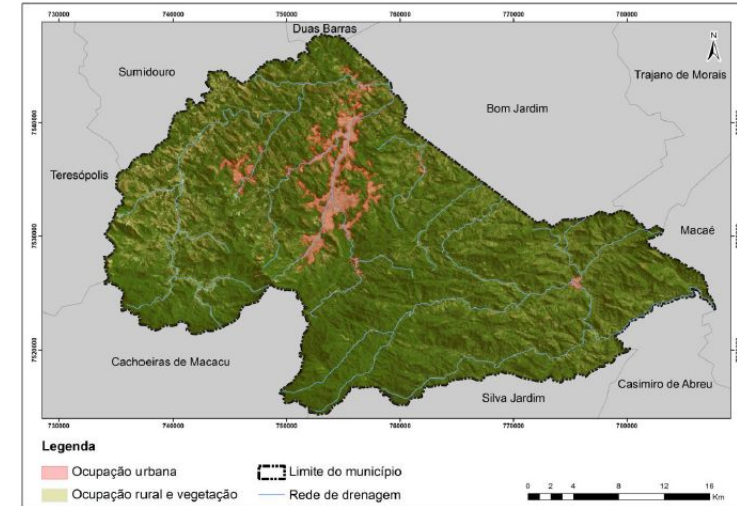 730000 740000 750000 760000 770000 780000
Duas Barras
N
Sumidouro
Trajano de Morais
Bom Jardim
Teresópolis
Macaé
7530000
7520000
Cachoeiras de Macacu
Casimiro de Abreu
Silva Jardim
730000 740000 750000 760000 770000 780000
Legenda
Ocupação urbana
Limite do município
Ocupação rural e vegetação
Rede de drenagem
0 2 4 8 12 16
Km